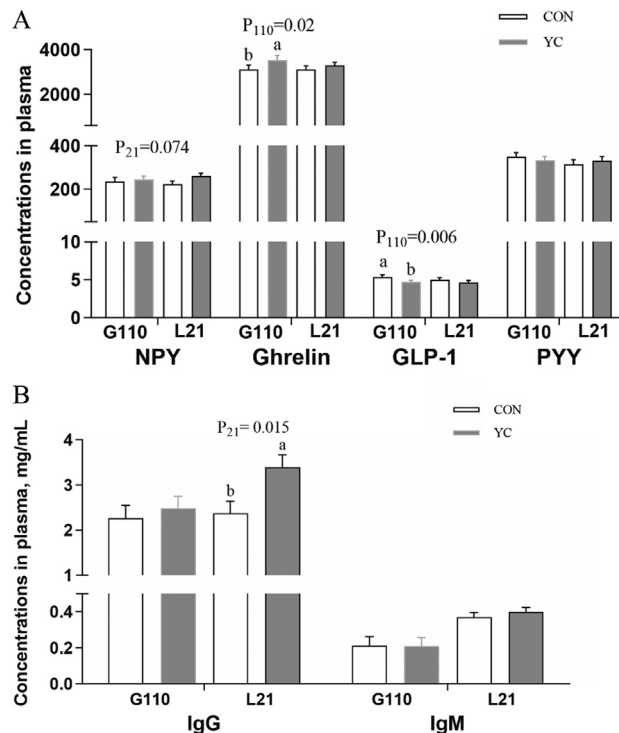 A
CON
YC
P110=0.02
b
a
4000
2000
P21=0.074
400
200
P110=0.006
a
b
10
5
0
Concentrations in plasma
G110 L21 G110 L21 G110 L21 G110 L21
NPY Ghrelin GLP-1 PYY
B
CON
YC
P21= 0.015
b
a
4
3
2
1
0.4
0.2
0.0
Concentrations in plasma, mg/mL
G110 L21 G110 L21
IgG IgM